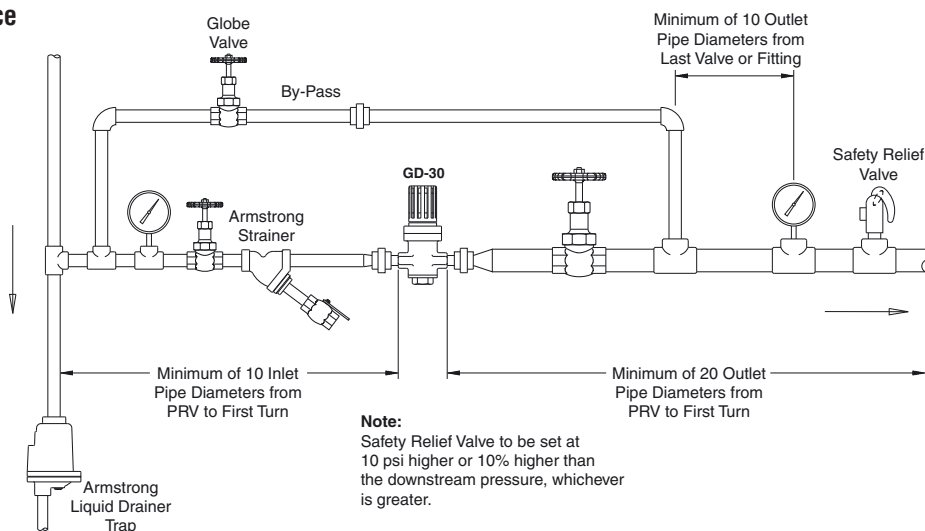 Globe
Valve
By-Pass
Minimum of 10 Outlet
Pipe Diameters from
Last Valve or Fitting
Safety Relief
Valve
GD-30
Armstrong
Strainer
Minimum of 10 Inlet
Pipe Diameters from
PRV to First Turn
Minimum of 20 Outlet
Pipe Diameters from
PRV to First Turn
Note:
Safety Relief Valve to be set at
10 psi higher or 10% higher than
the downstream pressure, whichever
is greater.
Armstrong
Liquid Drainer
Trap